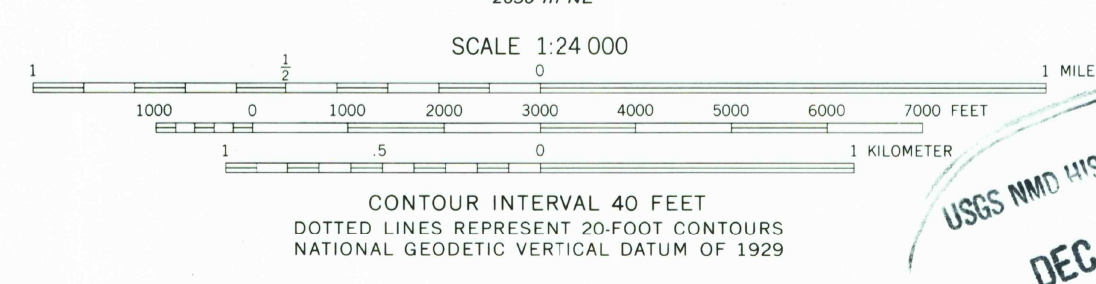 SCALE 1:24 000
1 1/2 0 1 MILE
1000 0 1000 2000 3000 4000 5000 6000 7000 FEET
1 .5 0 1 KILOMETER
CONTOUR INTERVAL 40 FEET
DOTTED LINES REPRESENT 20-FOOT CONTOURS
NATIONAL GEODETIC VERTICAL DATUM OF 1929
USGS NMD HIS
DEC